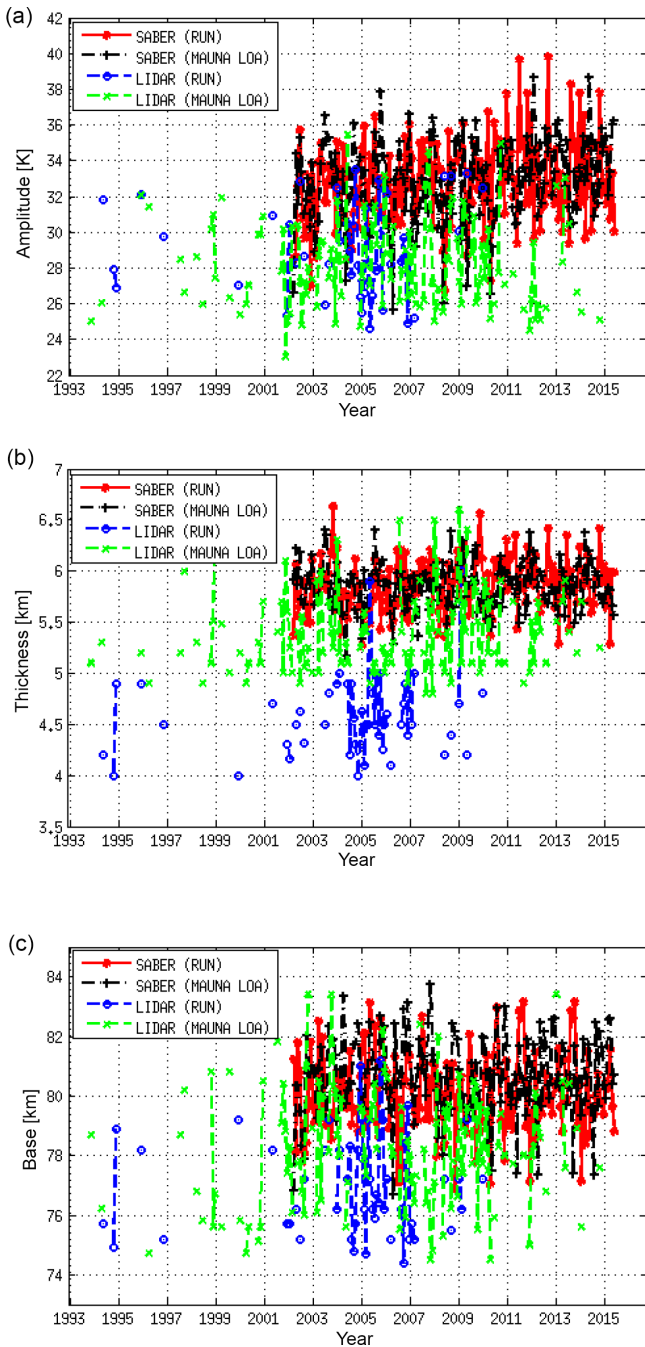 (a)
42
40
38
36
34
32
30
28
26
24
22
Amplitude [K]
SABER (RUN)
SABER (MAUNA LOA)
LIDAR (RUN)
LIDAR (MAUNA LOA)
1993 1995 1997 1999 2001 2003 2005 2007 2009 2011 2013 2015
Year
(b)
7
6.5
6
5.5
5
4.5
4
3.5
Thickness [km]
SABER (RUN)
SABER (MAUNA LOA)
LIDAR (RUN)
LIDAR (MAUNA LOA)
1993 1995 1997 1999 2001 2003 2005 2007 2009 2011 2013 2015
Year
(c)
84
82
80
78
76
74
Base [km]
SABER (RUN)
SABER (MAUNA LOA)
LIDAR (RUN)
LIDAR (MAUNA LOA)
1993 1995 1997 1999 2001 2003 2005 2007 2009 2011 2013 2015
Year